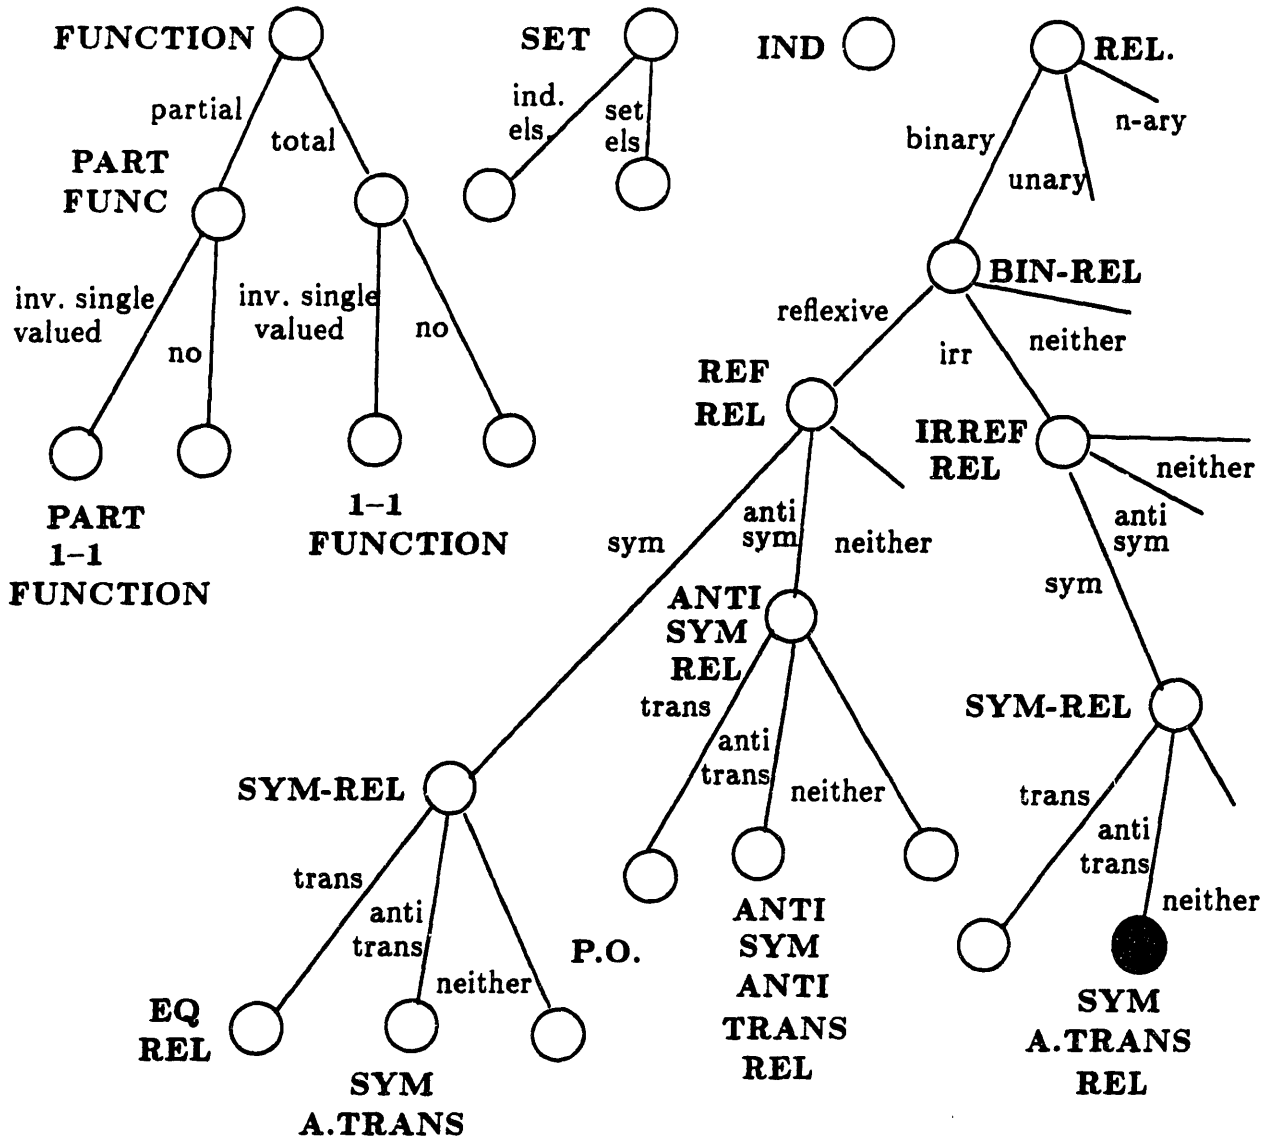 FUNCTION
SET
IND
REL.
partial
total
ind.
els.
set
els
n-ary
binary
unary
PART
FUNC
BIN-REL
inv. single
valued
no
inv. single
valued
no
reflexive
irr
neither
REF
REL
IRREF
REL
neither
PART
1–1
FUNCTION
1–1
FUNCTION
sym
anti
sym
neither
anti
sym
sym
ANTI
SYM
REL
trans
anti
trans
neither
SYM-REL
SYM-REL
trans
anti
trans
neither
trans
anti
trans
neither
EQ
REL
SYM
A.TRANS
P.O.
ANTI
SYM
ANTI
TRANS
REL
SYM
A.TRANS
REL